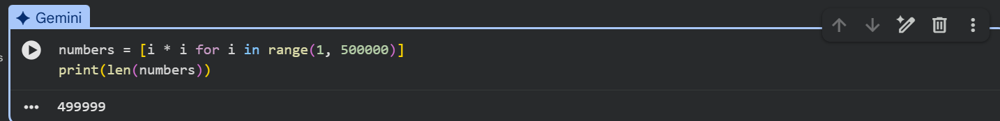 Gemini
numbers = [i * i for i in range(1, 500000)]
print(len(numbers))
499999